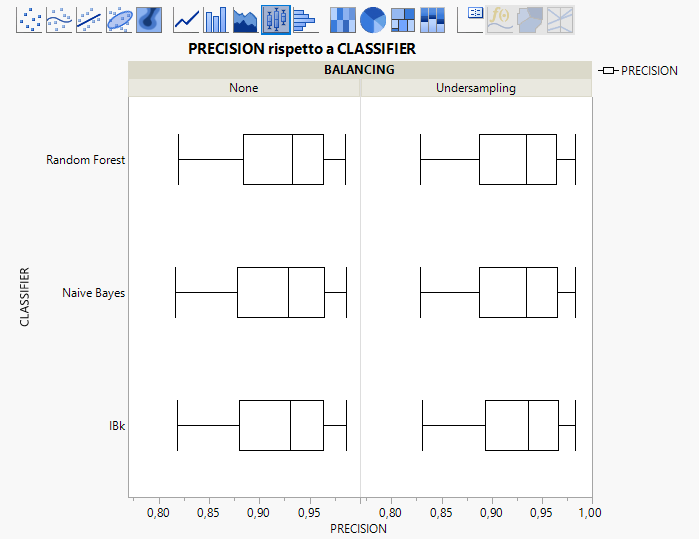 PRECISION rispetto a CLASSIFIER
BALANCING
None Undersampling
PRECISION
Random Forest
Naive Bayes
IBk
CLASSIFIER
0,80 0,85 0,90 0,95 0,80 0,85 0,90 0,95 1,00
PRECISION